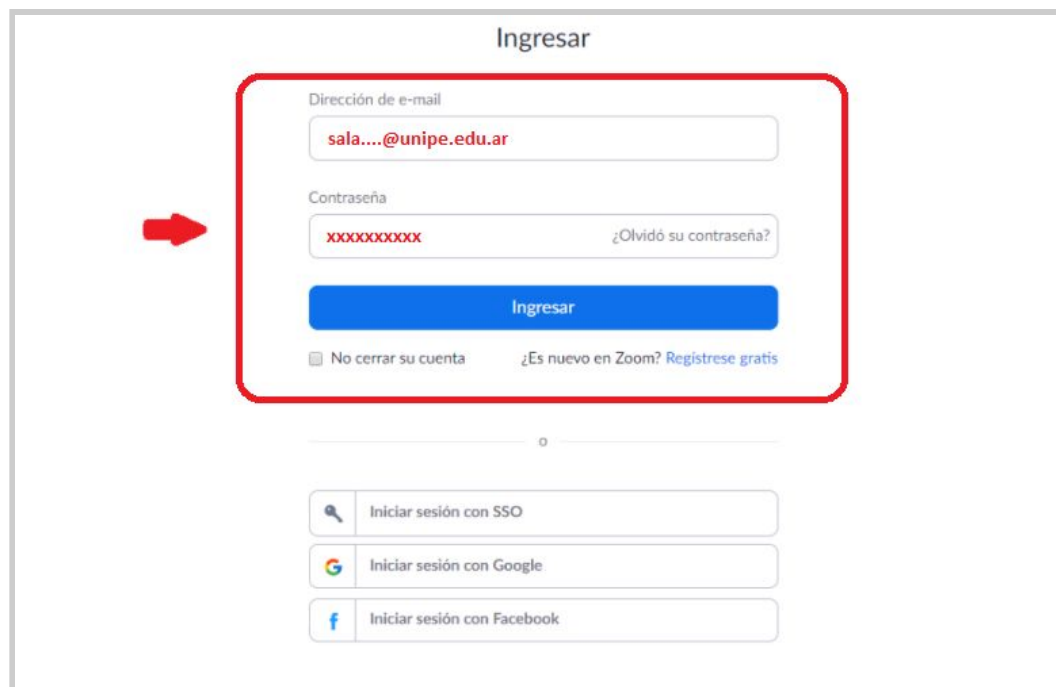 Ingresar
Dirección de e-mail
sala....@unipe.edu.ar
Contraseña
xxxxxxxxxx ¿Olvidó su contraseña?
Ingresar
No cerrar su cuenta ¿Es nuevo en Zoom? Regístrese gratis
o
Iniciar sesión con SSO
G Iniciar sesión con Google
f Iniciar sesión con Facebook